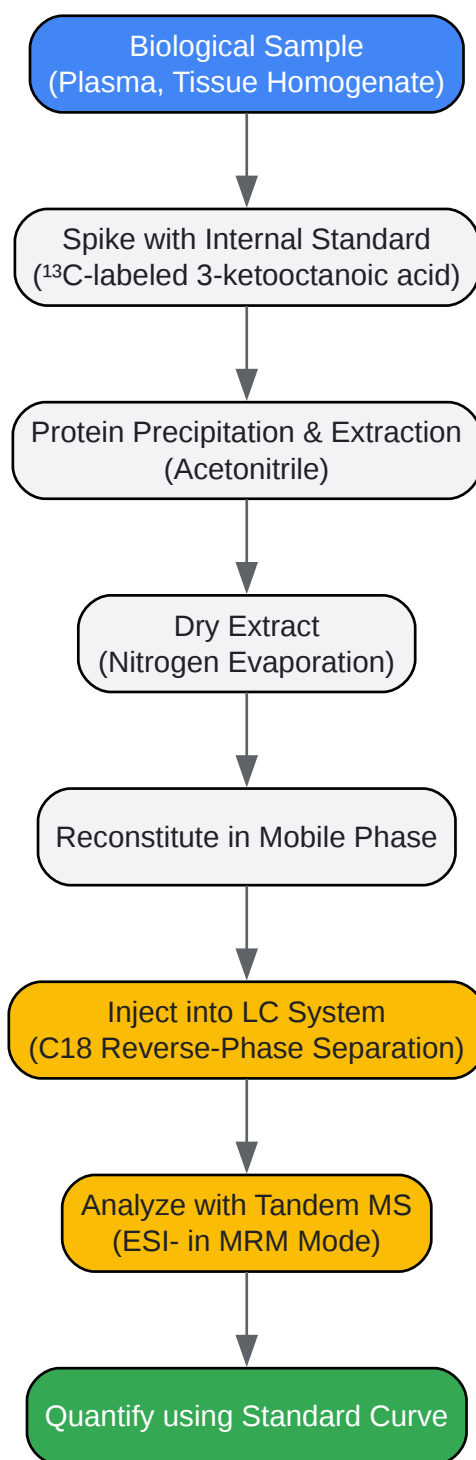 Biological Sample
(Plasma, Tissue Homogenate)
Spike with Internal Standard
(¹³C-labeled 3-ketooctanoic acid)
Protein Precipitation & Extraction
(Acetonitrile)
Dry Extract
(Nitrogen Evaporation)
Reconstitute in Mobile Phase
Inject into LC System
(C18 Reverse-Phase Separation)
Analyze with Tandem MS
(ESI- in MRM Mode)
Quantify using Standard Curve